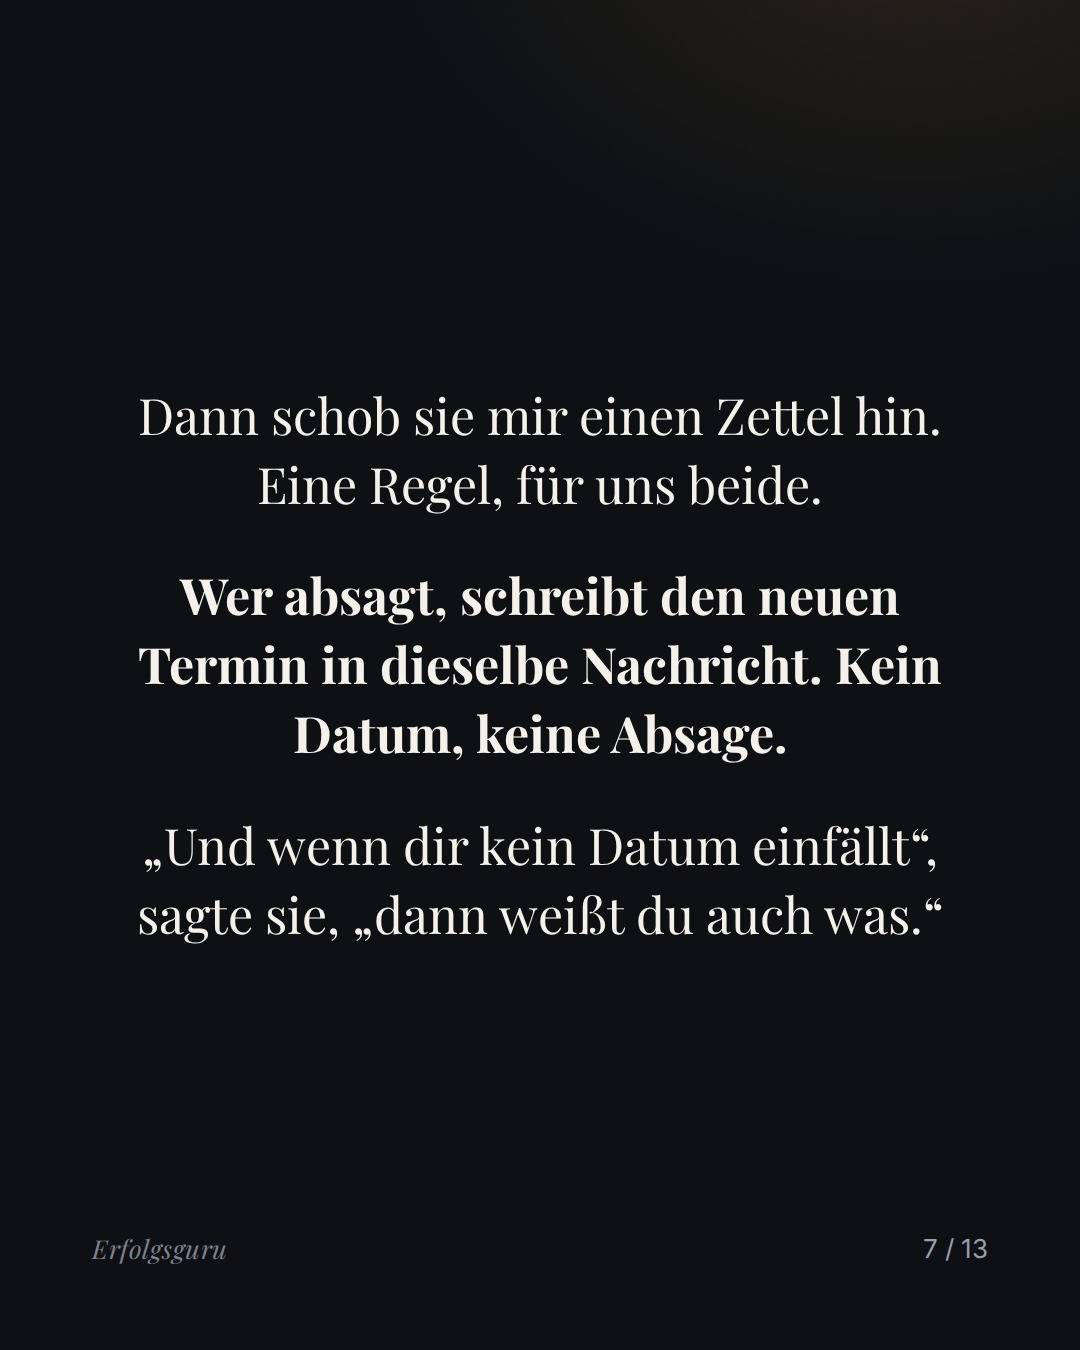 Dann schob sie mir einen Zettel hin.
Eine Regel, für uns beide.
Wer absagt, schreibt den neuen
Termin in dieselbe Nachricht. Kein
Datum, keine Absage.
„Und wenn dir kein Datum einfällt“,
sagte sie, „dann weißt du auch was.“
Erfolgsguru
7 / 13